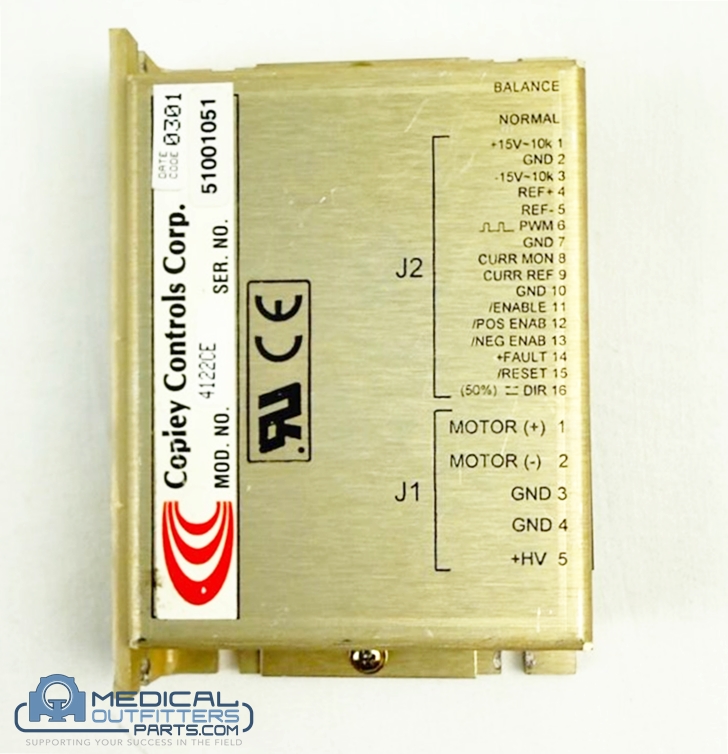 BALANCE
NORMAL
+15V~10k 1
GND 2
-15V~10k 3
REF+ 4
REF- 5
PWM 6
GND 7
CURR MON 8
CURR REF 9
GND 10
/ENABLE 11
/POS ENAB 12
/NEG ENAB 13
+FAULT 14
/RESET 15
(50%) DIR 16
J2
MOTOR (+) 1
MOTOR (-) 2
GND 3
GND 4
+HV 5
J1
DATE
CODE 0301
Copley Controls Corp.
MOD. NO. 4122CE SER. NO. 51001051
RU CE
MEDICAL
OUTFITTERS
PARTS.COM
SUPPORTING YOUR SUCCESS IN THE FIELD